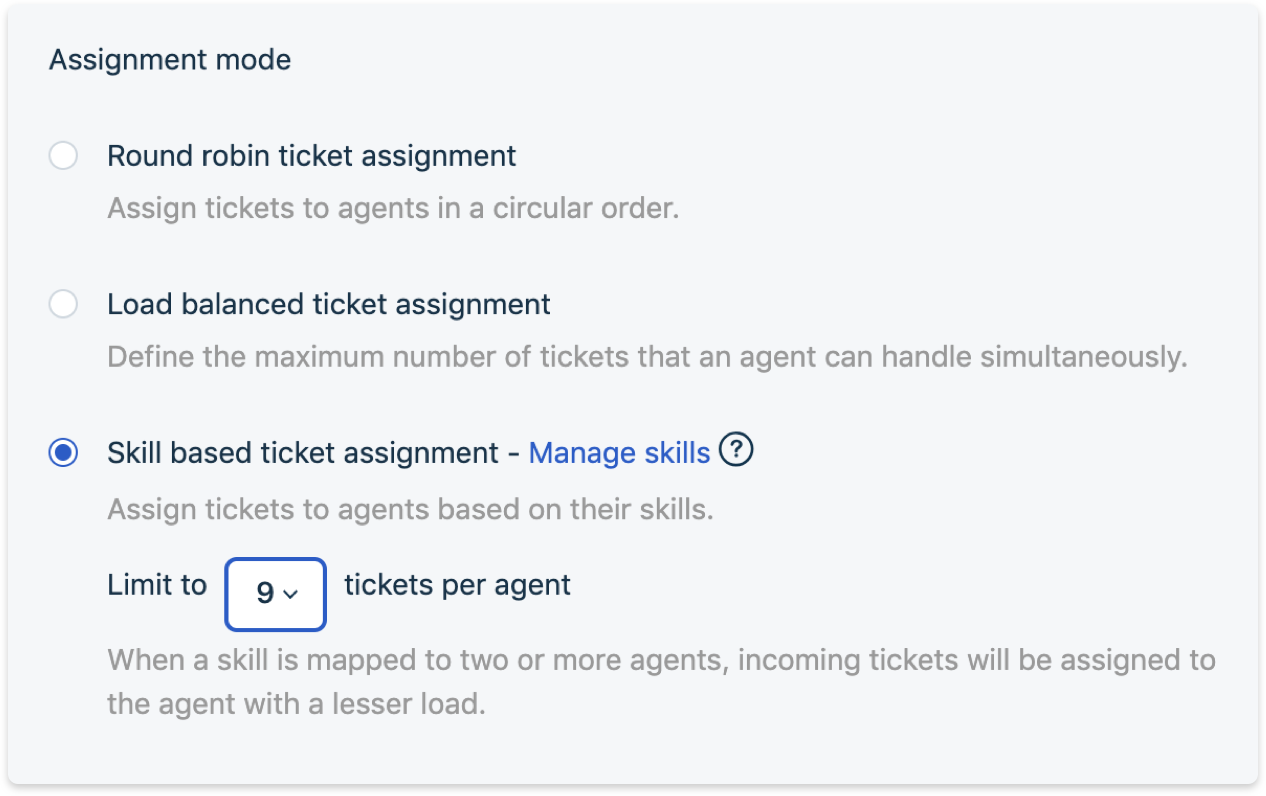 Assignment mode
Round robin ticket assignment
Assign tickets to agents in a circular order.
Load balanced ticket assignment
Define the maximum number of tickets that an agent can handle simultaneously.
Skill based ticket assignment - Manage skills ?
Assign tickets to agents based on their skills.
Limit to 9 tickets per agent
When a skill is mapped to two or more agents, incoming tickets will be assigned to
the agent with a lesser load.